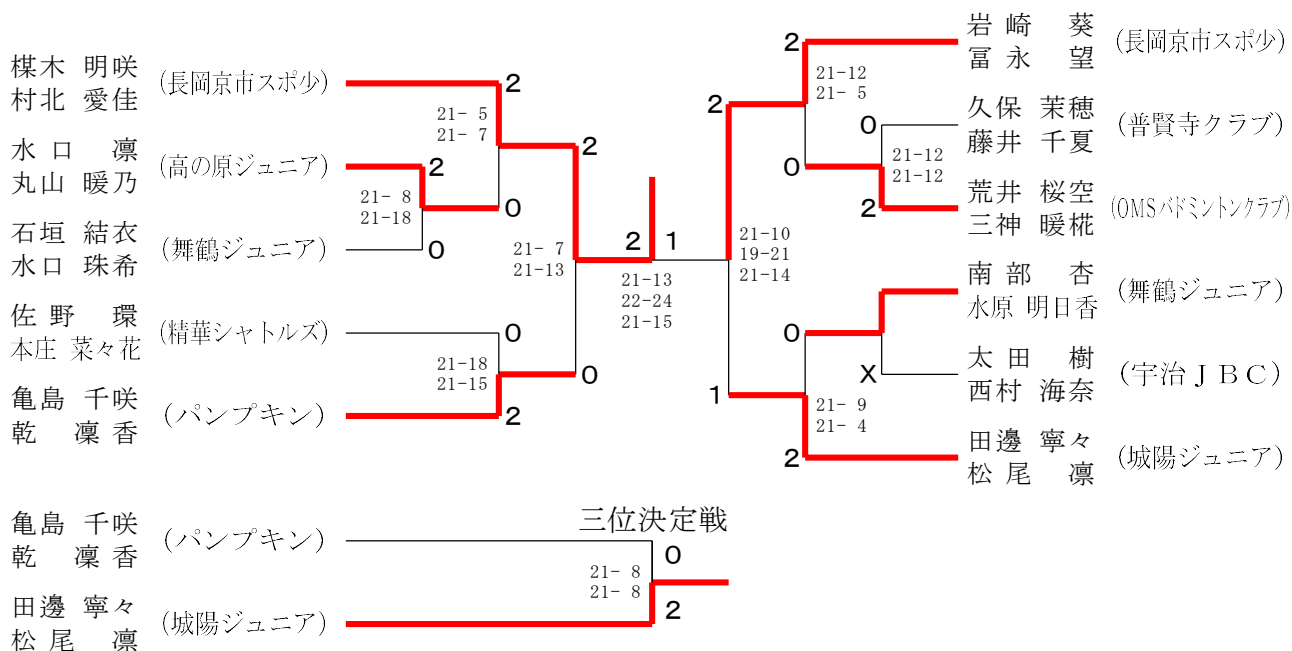 楳木 明咲
村北 愛佳
(長岡京市スポ少)
2
21- 5
21- 7
水口 凛
丸山 暖乃
(高の原ジュニア)
2
21- 8
21-18
0
石垣 結衣
水口 珠希
(舞鶴ジュニア)
0
2
21- 7
21-13
佐野 環
本庄 菜々花
(精華シャトルズ)
0
21-18
21-15
0
亀島 千咲
乾 凜香
(パンプキン)
2
2 1
21-13
22-24
21-15
岩崎 葵
冨永 望
(長岡京市スポ少)
2
21-12
21- 5
2
久保 茉穂
藤井 千夏
(普賢寺クラブ)
0
21-12
21-12
0
荒井 桜空
三神 暖椛
(OMSバドミントンクラブ)
2
21-10
19-21
21-14
南部 杏
水原 明日香
(舞鶴ジュニア)
0
太田 樹
西村 海奈
(宇治ＪＢＣ)
X
1
21- 9
21- 4
田邊 寧々
松尾 凛
(城陽ジュニア)
2
三位決定戦
亀島 千咲
乾 凜香
(パンプキン)
0
21- 8
21- 8
田邊 寧々
松尾 凛
(城陽ジュニア)
2